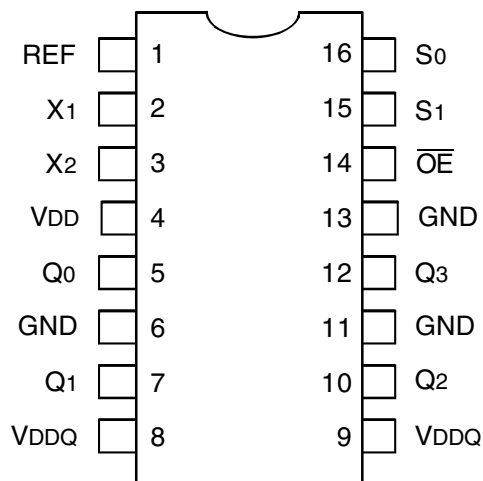 REF 1 16 S0
X1 2 15 S1
X2 3 14 O̅E̅
VDD 4 13 GND
Q0 5 12 Q3
GND 6 11 GND
Q1 7 10 Q2
VDDQ 8 9 VDDQ